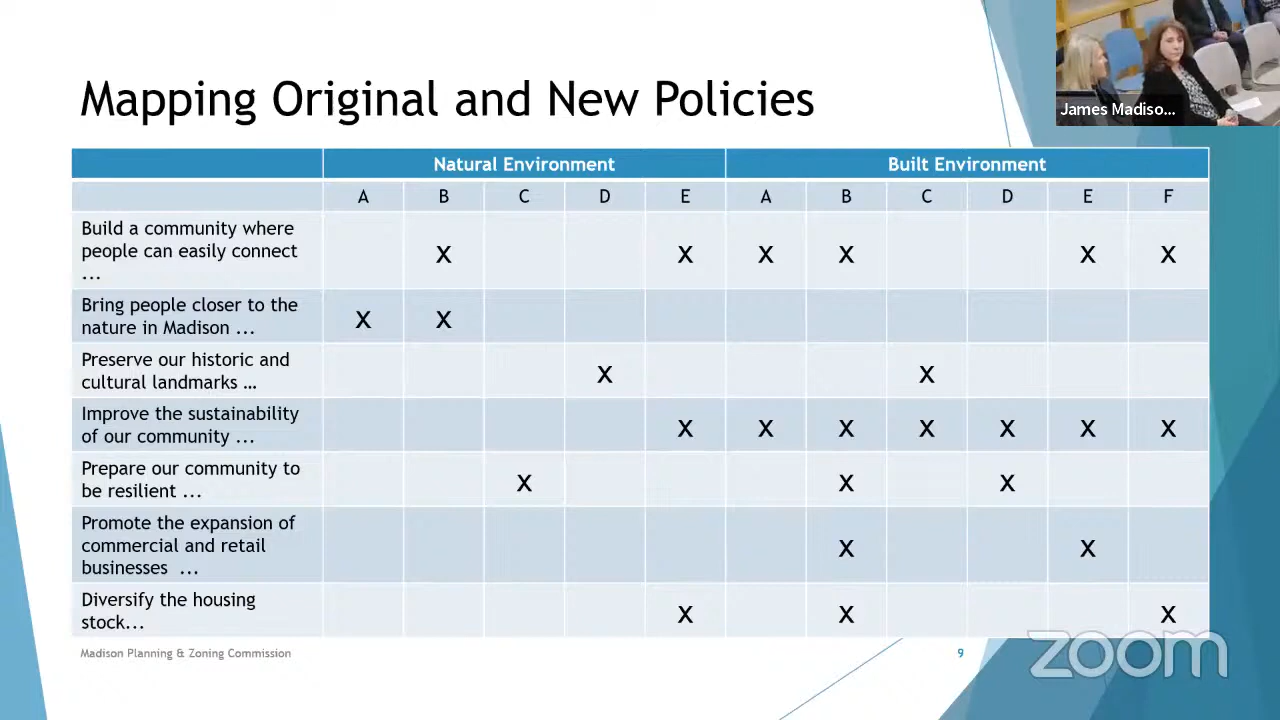 James Madiso...
Mapping Original and New Policies
Natural Environment Built Environment
A B C D E A B C D E F
Build a community where
people can easily connect
...
X X X X X X
Bring people closer to the
nature in Madison ...
X X
Preserve our historic and
cultural landmarks …
X X
Improve the sustainability
of our community ...
X X X X X X X
Prepare our community to
be resilient ...
X X X
Promote the expansion of
commercial and retail
businesses ...
X X
Diversify the housing
stock...
X X X
Madison Planning & Zoning Commission 9
zoom